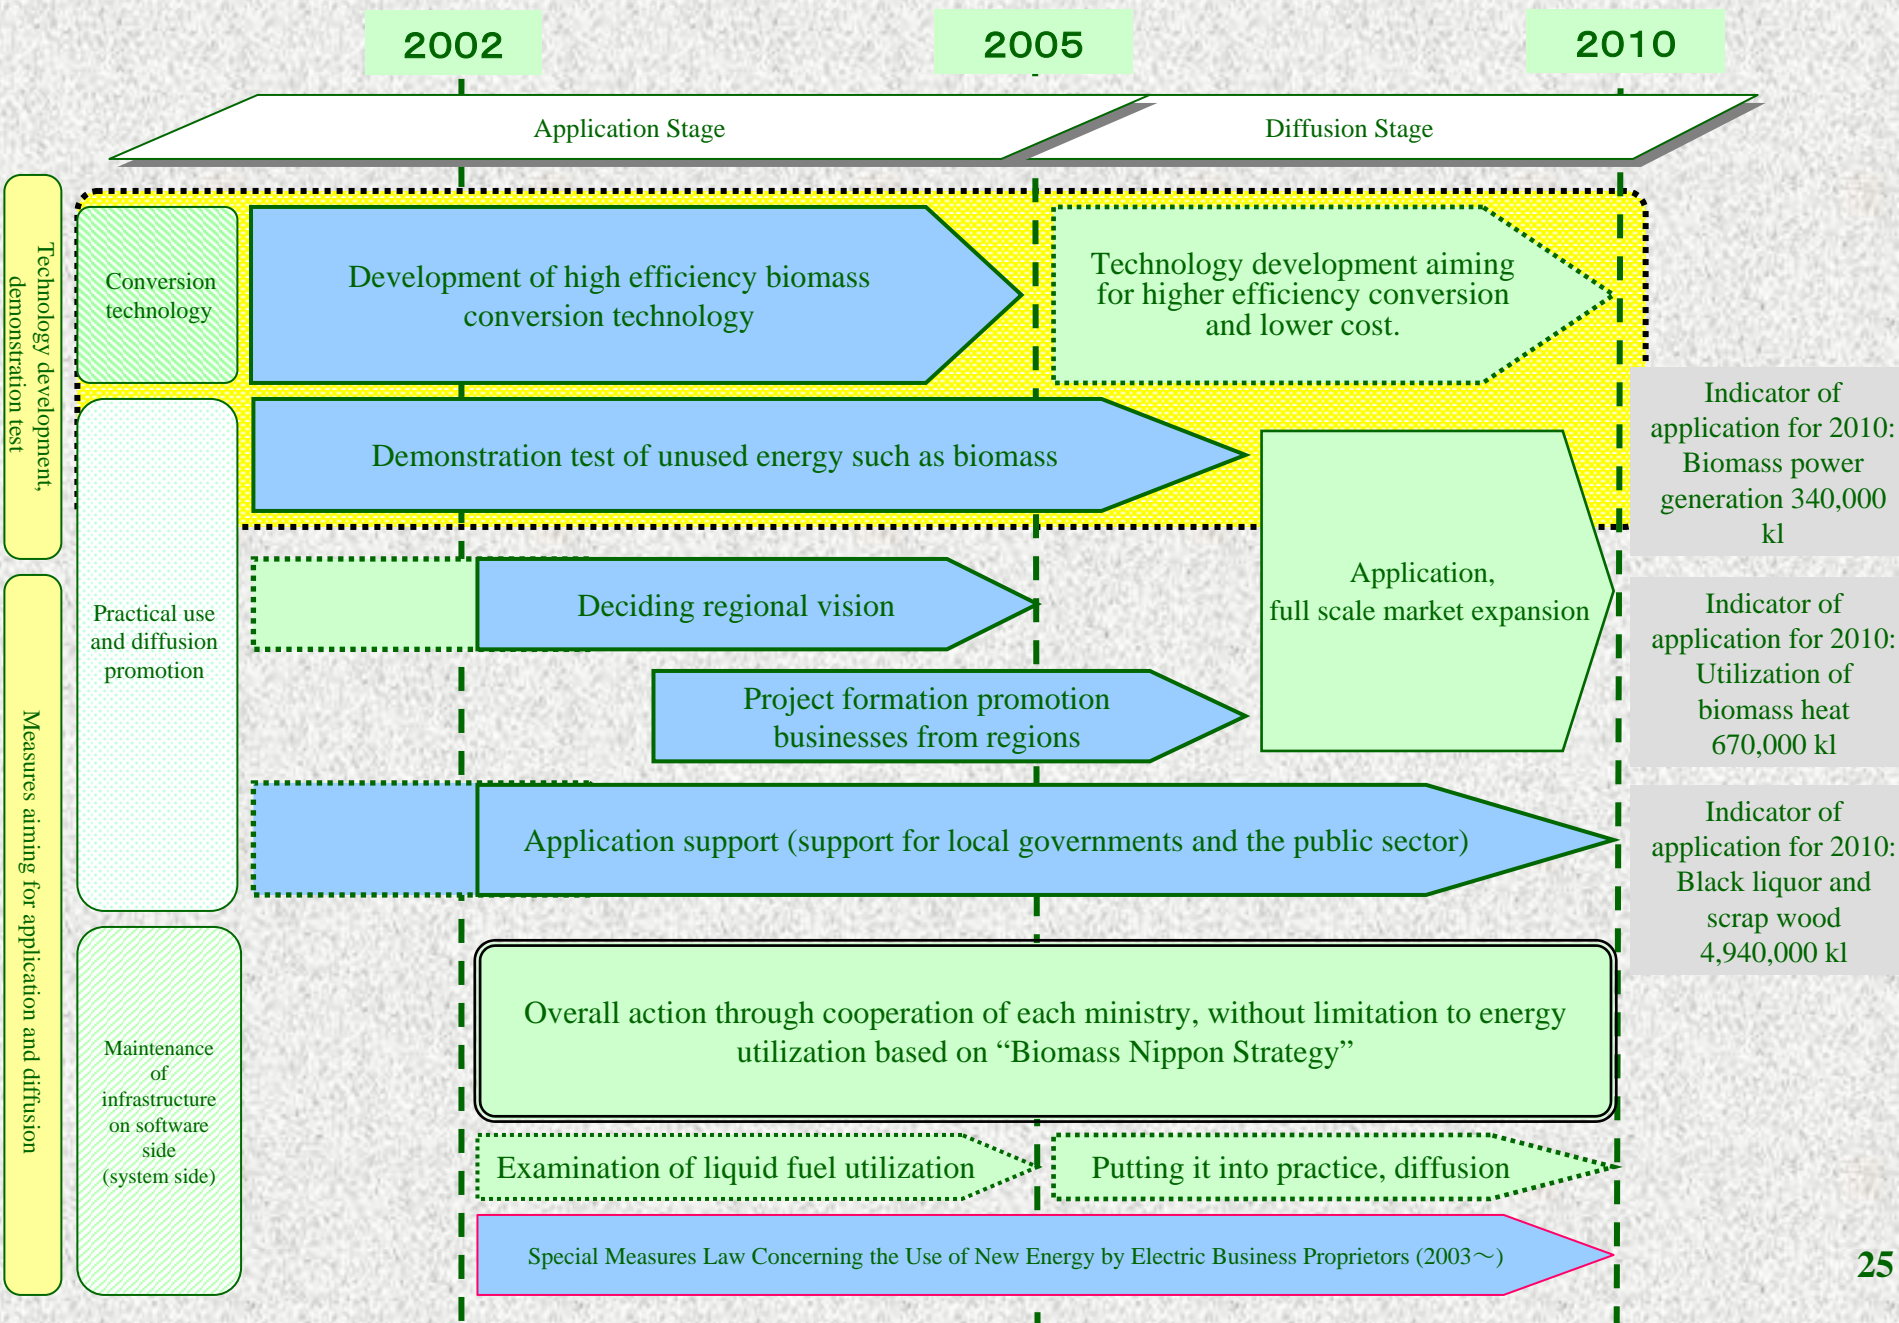 2002
2005
2010
Application Stage
Diffusion Stage
Technology development,
demonstration test
Conversion
technology
Development of high efficiency biomass
conversion technology
Technology development aiming
for higher efficiency conversion
and lower cost.
Demonstration test of unused energy such as biomass
Indicator of
application for 2010:
Biomass power
generation 340,000
kl
Practical use
and diffusion
promotion
Deciding regional vision
Application,
full scale market expansion
Indicator of
application for 2010:
Utilization of
biomass heat
670,000 kl
Project formation promotion
businesses from regions
Measures aiming for application and diffusion
Application support (support for local governments and the public sector)
Indicator of
application for 2010:
Black liquor and
scrap wood
4,940,000 kl
Maintenance
of
infrastructure
on software
side
(system side)
Overall action through cooperation of each ministry, without limitation to energy
utilization based on “Biomass Nippon Strategy”
Examination of liquid fuel utilization
Putting it into practice, diffusion
Special Measures Law Concerning the Use of New Energy by Electric Business Proprietors (2003～)
25